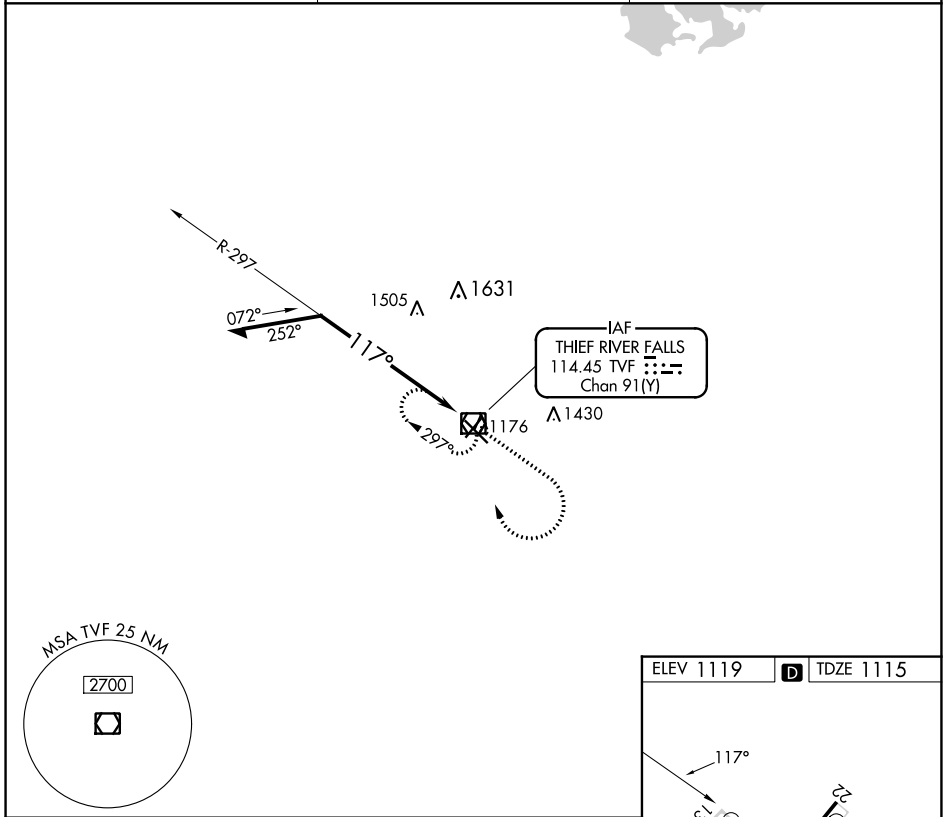 R-297
1505
1631
072°
252°
117°
IAF
THIEF RIVER FALLS
114.45 TVF
Chan 91(Y)
1430
1176
297°
MSA TVF 25 NM
2700
ELEV 1119
D
TDZE 1115
117°
22
13